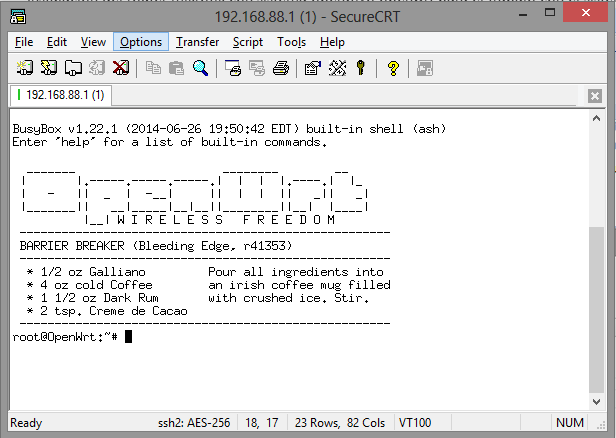 192.168.88.1 (1) - SecureCRT
File Edit View Options Transfer Script Tools Help
192.168.88.1 (1)
BusyBox v1.22.1 (2014-06-26 19:50:42 EDT) built-in shell (ash)
Enter 'help' for a list of built-in commands.
OpenWrt
W I R E L E S S   F R E E D O M
BARRIER BREAKER (Bleeding Edge, r41353)
* 1/2 oz Galliano         Pour all ingredients into
* 4 oz cold Coffee        an irish coffee mug filled
* 1 1/2 oz Dark Rum       with crushed ice. Stir.
* 2 tsp. Creme de Cacao
root@OpenWrt:~#
Ready ssh2: AES-256 18, 17 23 Rows, 82 Cols VT100 NUM